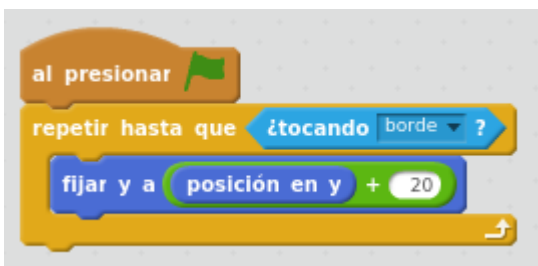 al presionar
repetir hasta que ¿tocando borde ?
fijar y a posición en y + 20